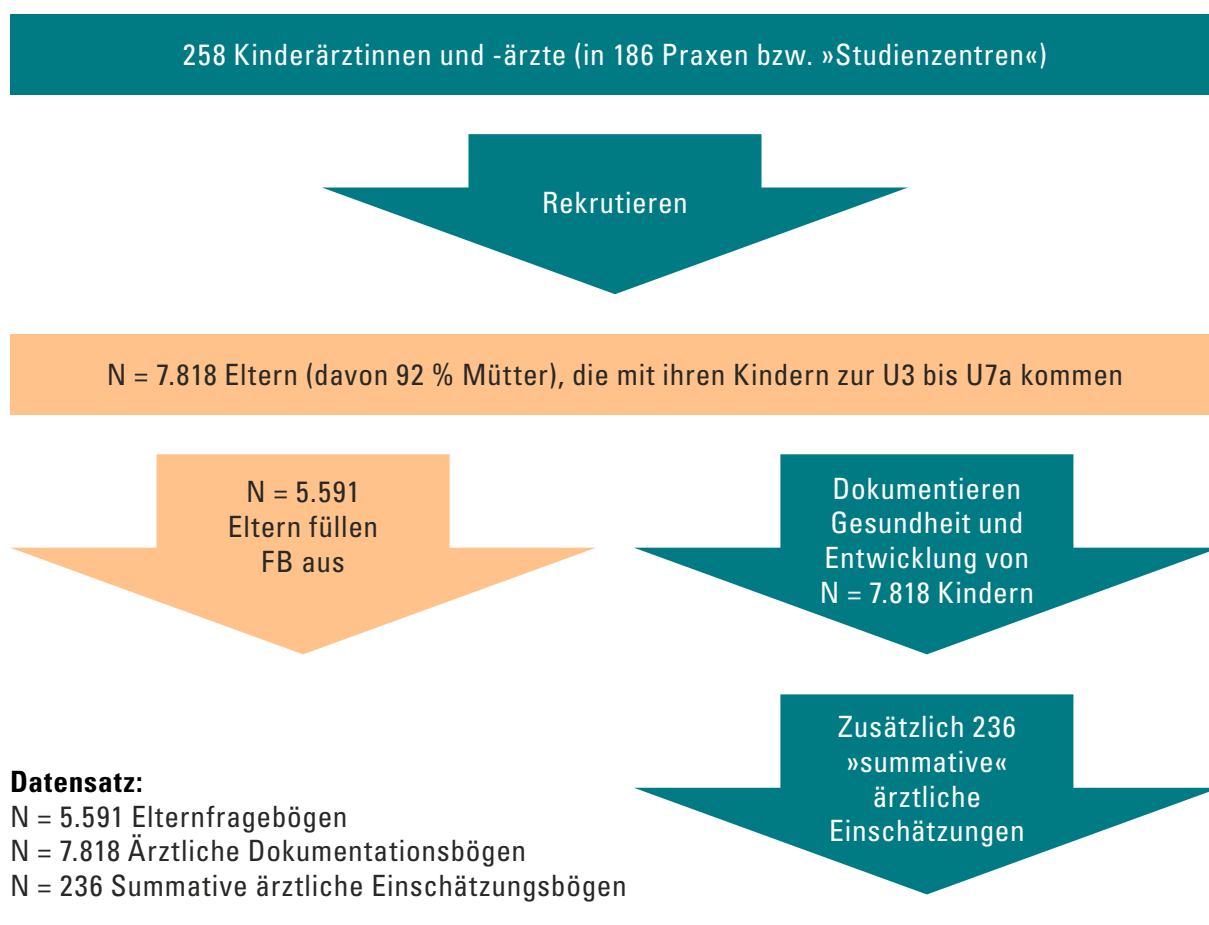 258 Kinderärztinnen und -ärzte (in 186 Praxen bzw. »Studienzentren«)
Rekrutieren
N = 7.818 Eltern (davon 92 % Mütter), die mit ihren Kindern zur U3 bis U7a kommen
N = 5.591
Eltern füllen
FB aus
Dokumentieren
Gesundheit und
Entwicklung von
N = 7.818 Kindern
Zusätzlich 236
»summative«
ärztliche
Einschätzungen
Datensatz:
N = 5.591 Elternfragebögen
N = 7.818 Ärztliche Dokumentationsbögen
N = 236 Summative ärztliche Einschätzungsbögen